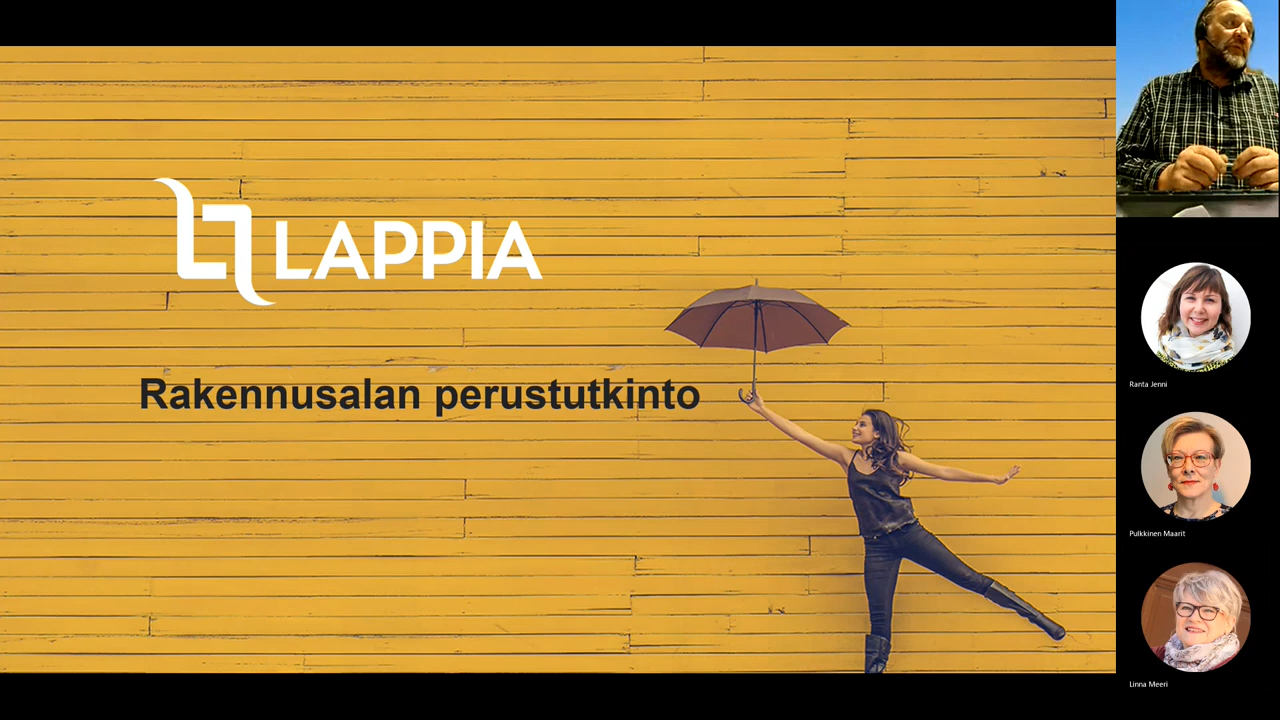 LAPPIA
Rakennusalan perustutkinto
Ranta Jenni
Pulkkinen Maarit
Linna Meeri